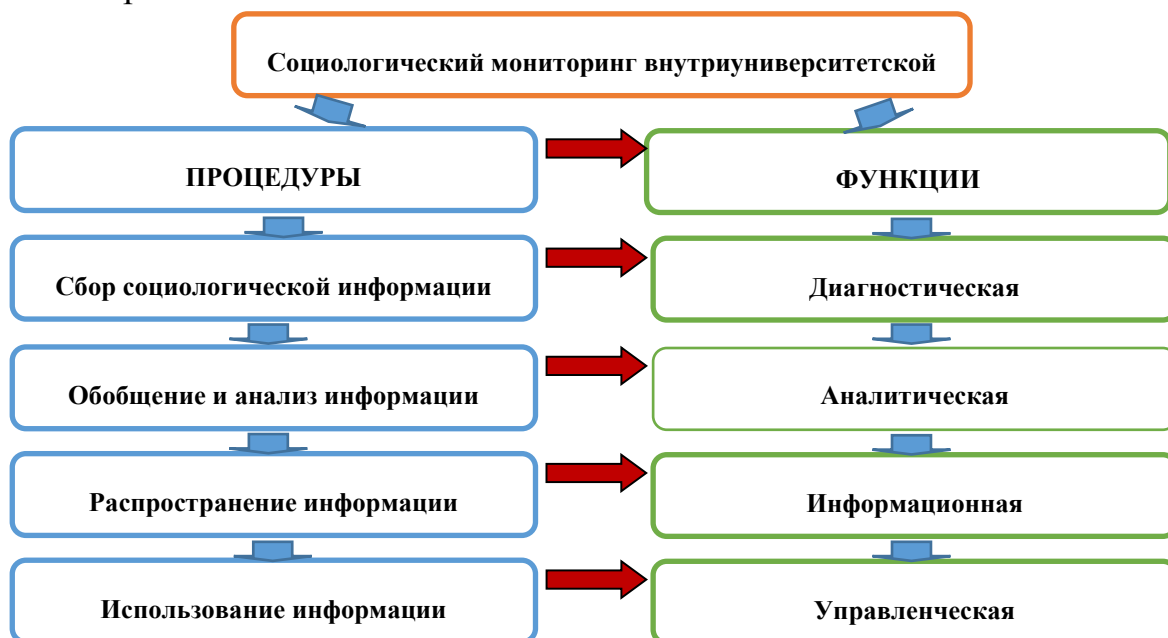 Социологический мониторинг внутриуниверситетской
ПРОЦЕДУРЫ
ФУНКЦИИ
Сбор социологической информации
Диагностическая
Обобщение и анализ информации
Аналитическая
Распространение информации
Информационная
Использование информации
Управленческая